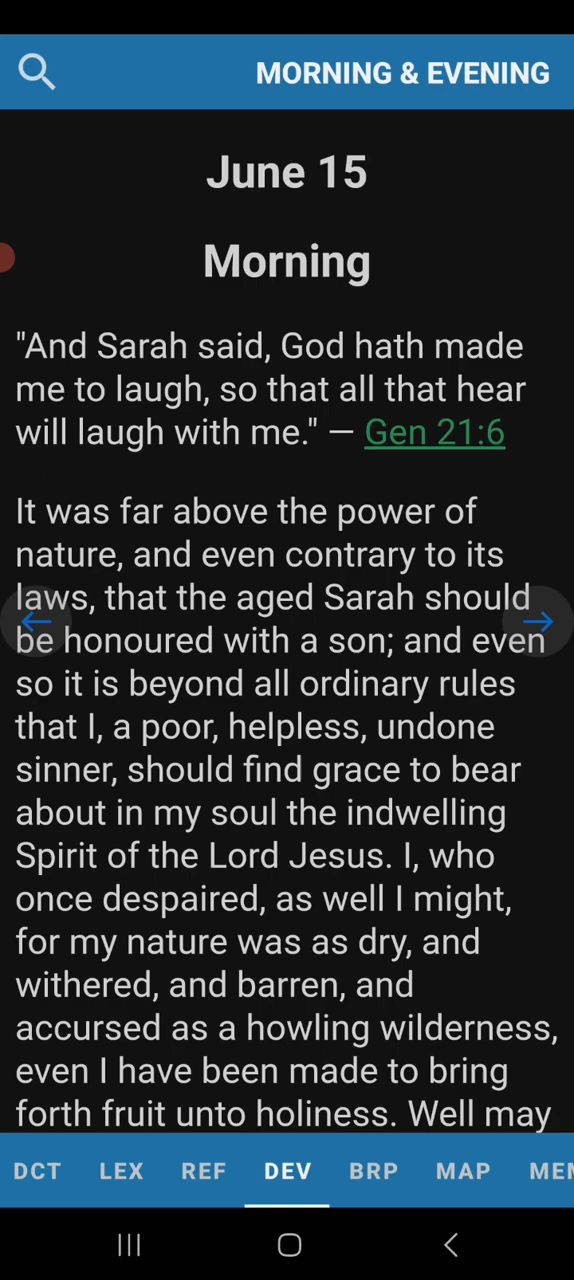 MORNING & EVENING
June 15
Morning
"And Sarah said, God hath made
me to laugh, so that all that hear
will laugh with me." — Gen 21:6
It was far above the power of
nature, and even contrary to its
laws, that the aged Sarah should
be honoured with a son; and even
so it is beyond all ordinary rules
that I, a poor, helpless, undone
sinner, should find grace to bear
about in my soul the indwelling
Spirit of the Lord Jesus. I, who
once despaired, as well I might,
for my nature was as dry, and
withered, and barren, and
accursed as a howling wilderness,
even I have been made to bring
forth fruit unto holiness. Well may
DCT LEX REF DEV BRP MAP MEM